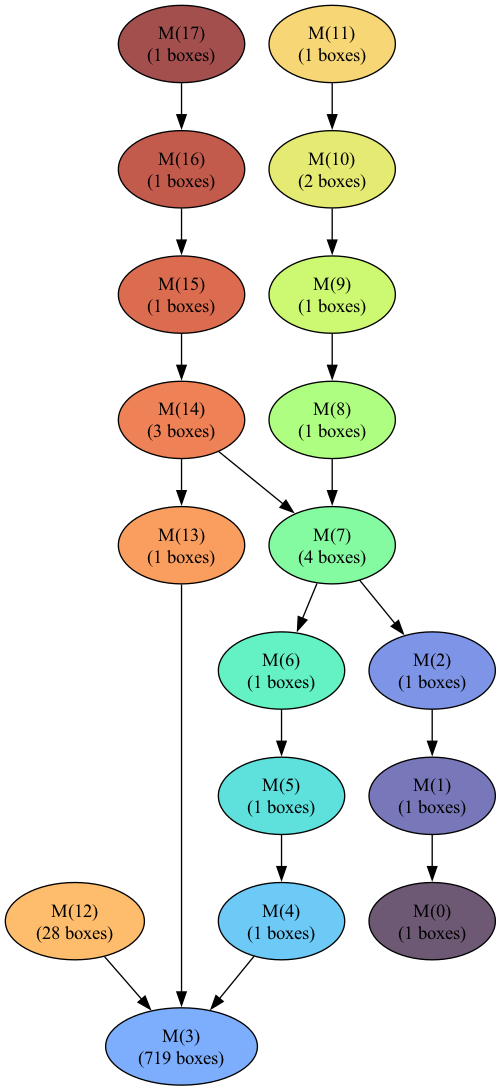 M(17)
(1 boxes)
M(11)
(1 boxes)
M(16)
(1 boxes)
M(10)
(2 boxes)
M(15)
(1 boxes)
M(9)
(1 boxes)
M(14)
(3 boxes)
M(8)
(1 boxes)
M(13)
(1 boxes)
M(7)
(4 boxes)
M(6)
(1 boxes)
M(2)
(1 boxes)
M(5)
(1 boxes)
M(1)
(1 boxes)
M(12)
(28 boxes)
M(4)
(1 boxes)
M(0)
(1 boxes)
M(3)
(719 boxes)